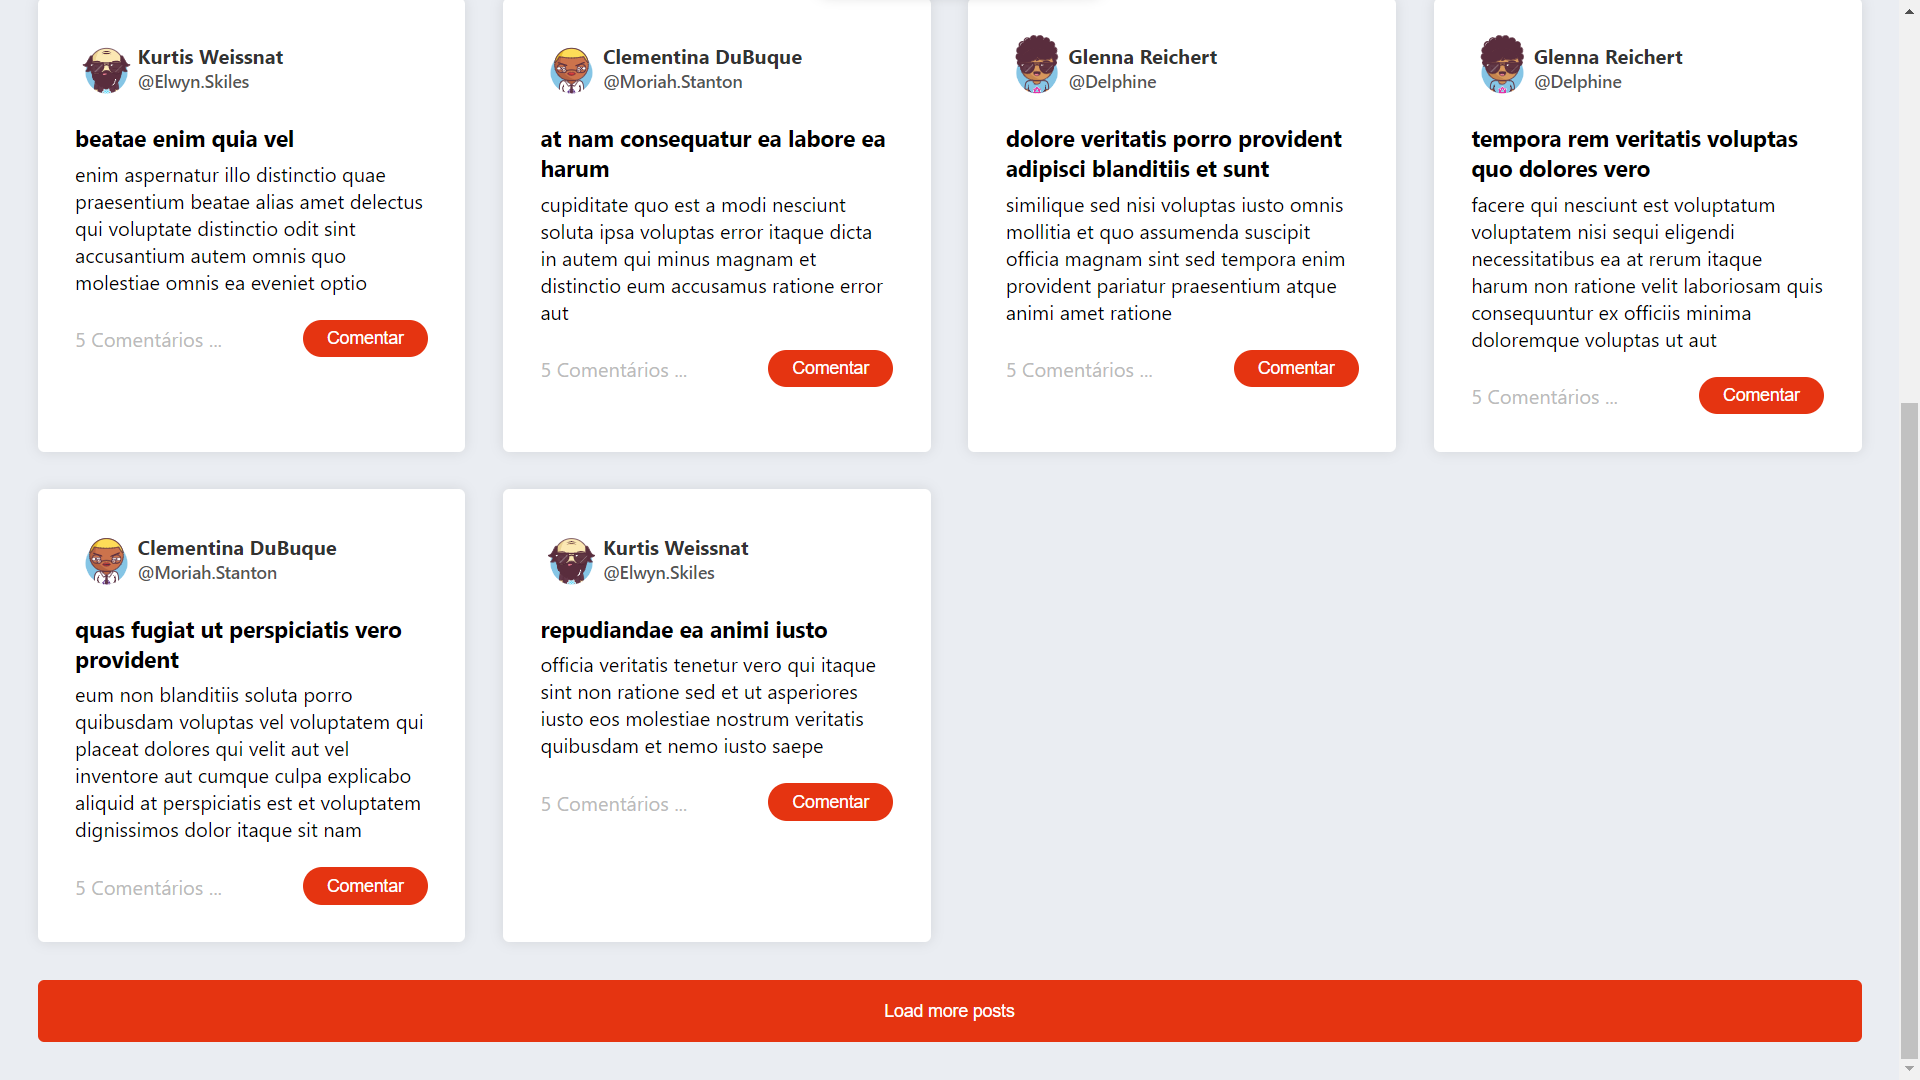 Kurtis Weissnat
@Elwyn.Skiles
beatae enim quia vel
enim aspernatur illo distinctio quae
praesentium beatae alias amet delectus
qui voluptate distinctio odit sint
accusantium autem omnis quo
molestiae omnis ea eveniet optio
5 Comentários ...
Comentar
Clementina DuBuque
@Moriah.Stanton
at nam consequatur ea labore ea
harum
cupiditate quo est a modi nesciunt
soluta ipsa voluptas error itaque dicta
in autem qui minus magnam et
distinctio eum accusamus ratione error
aut
5 Comentários ...
Comentar
Glenna Reichert
@Delphine
dolore veritatis porro provident
adipisci blanditiis et sunt
similique sed nisi voluptas iusto omnis
mollitia et quo assumenda suscipit
officia magnam sint sed tempora enim
provident pariatur praesentium atque
animi amet ratione
5 Comentários ...
Comentar
Glenna Reichert
@Delphine
tempora rem veritatis voluptas
quo dolores vero
facere qui nesciunt est voluptatum
voluptatem nisi sequi eligendi
necessitatibus ea at rerum itaque
harum non ratione velit laboriosam quis
consequuntur ex officiis minima
doloremque voluptas ut aut
5 Comentários ...
Comentar
Clementina DuBuque
@Moriah.Stanton
quas fugiat ut perspiciatis vero
provident
eum non blanditiis soluta porro
quibusdam voluptas vel voluptatem qui
placeat dolores qui velit aut vel
inventore aut cumque culpa explicabo
aliquid at perspiciatis est et voluptatem
dignissimos dolor itaque sit nam
5 Comentários ...
Comentar
Kurtis Weissnat
@Elwyn.Skiles
repudiandae ea animi iusto
officia veritatis tenetur vero qui itaque
sint non ratione sed et ut asperiores
iusto eos molestiae nostrum veritatis
quibusdam et nemo iusto saepe
5 Comentários ...
Comentar
Load more posts